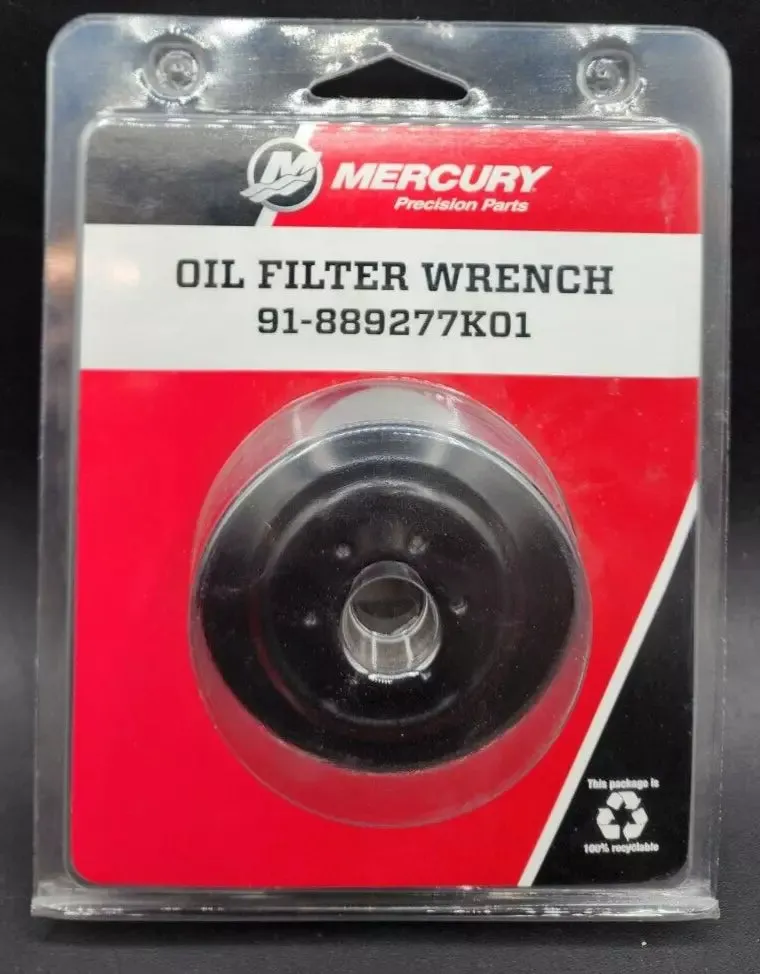 M
MERCURY
Precision Parts
OIL FILTER WRENCH
91-889277K01
This package is
100% recyclable